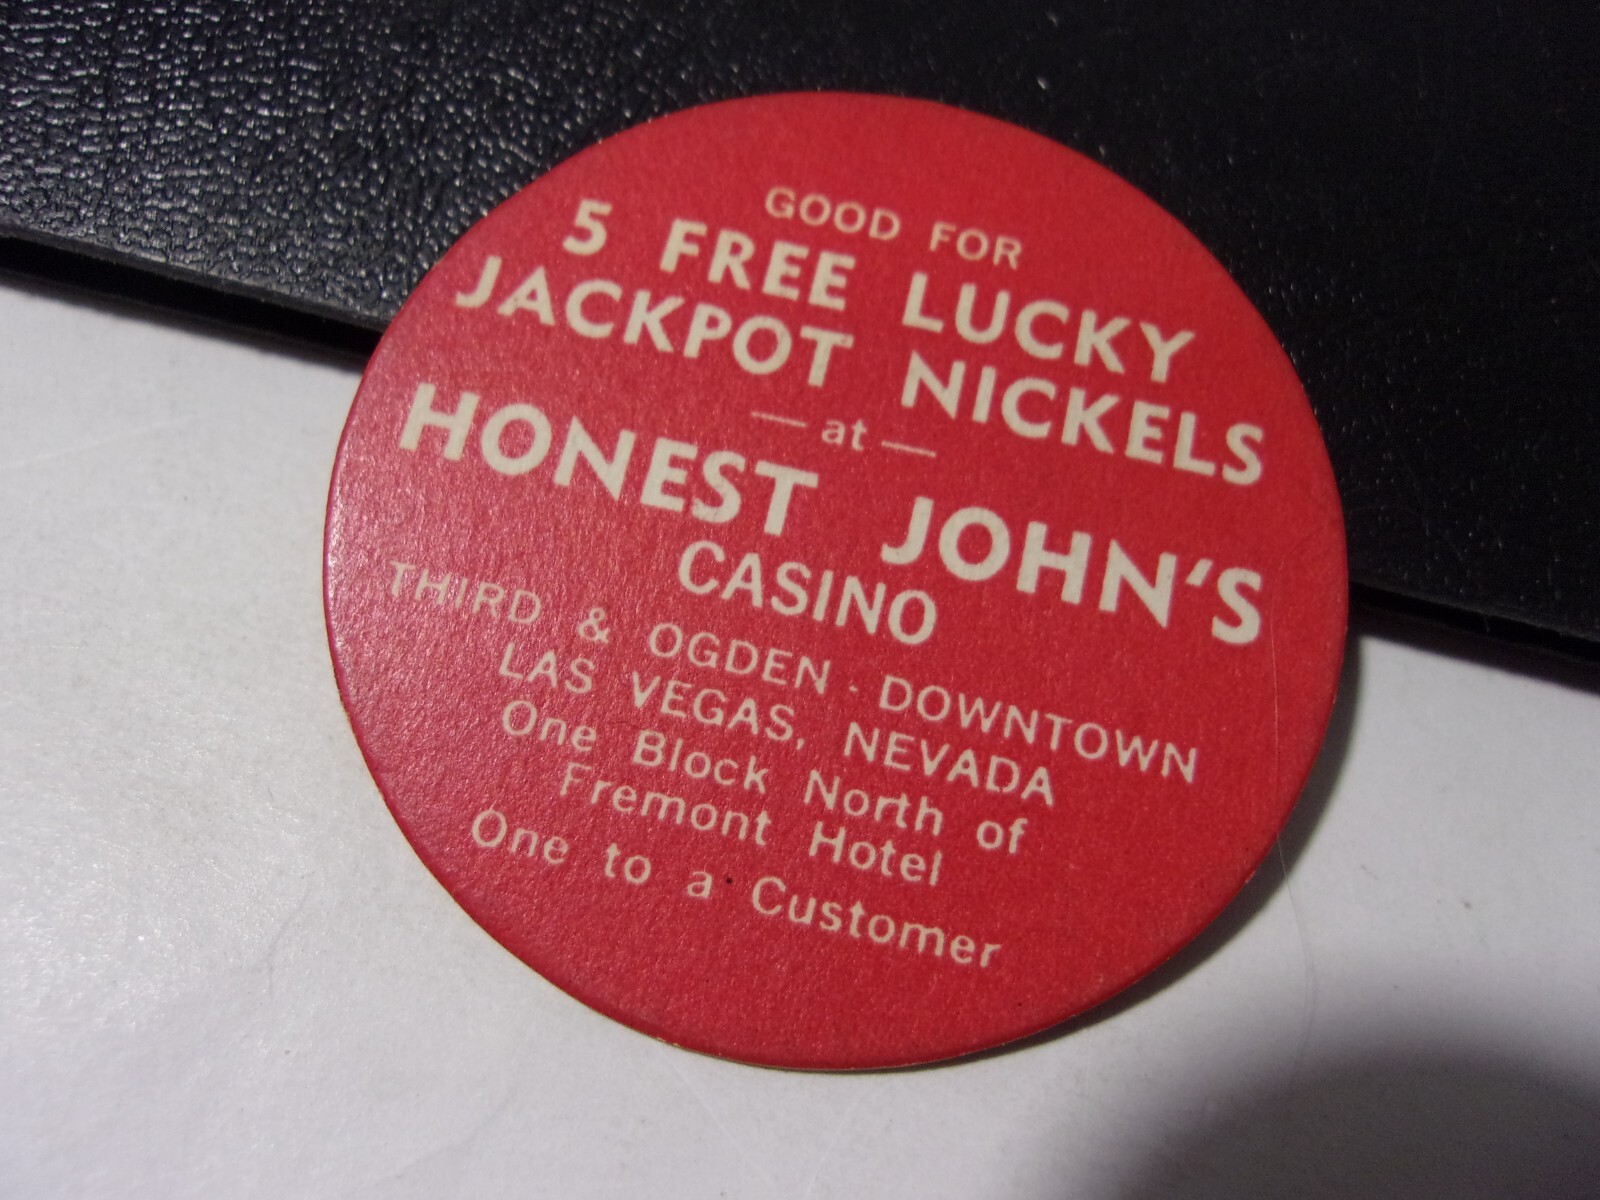 GOOD FOR
5 FREE LUCKY
JACKPOT NICKELS
— at —
HONEST JOHN'S
CASINO
THIRD & OGDEN - DOWNTOWN
LAS VEGAS, NEVADA
One Block North of
Fremont Hotel
One to a Customer